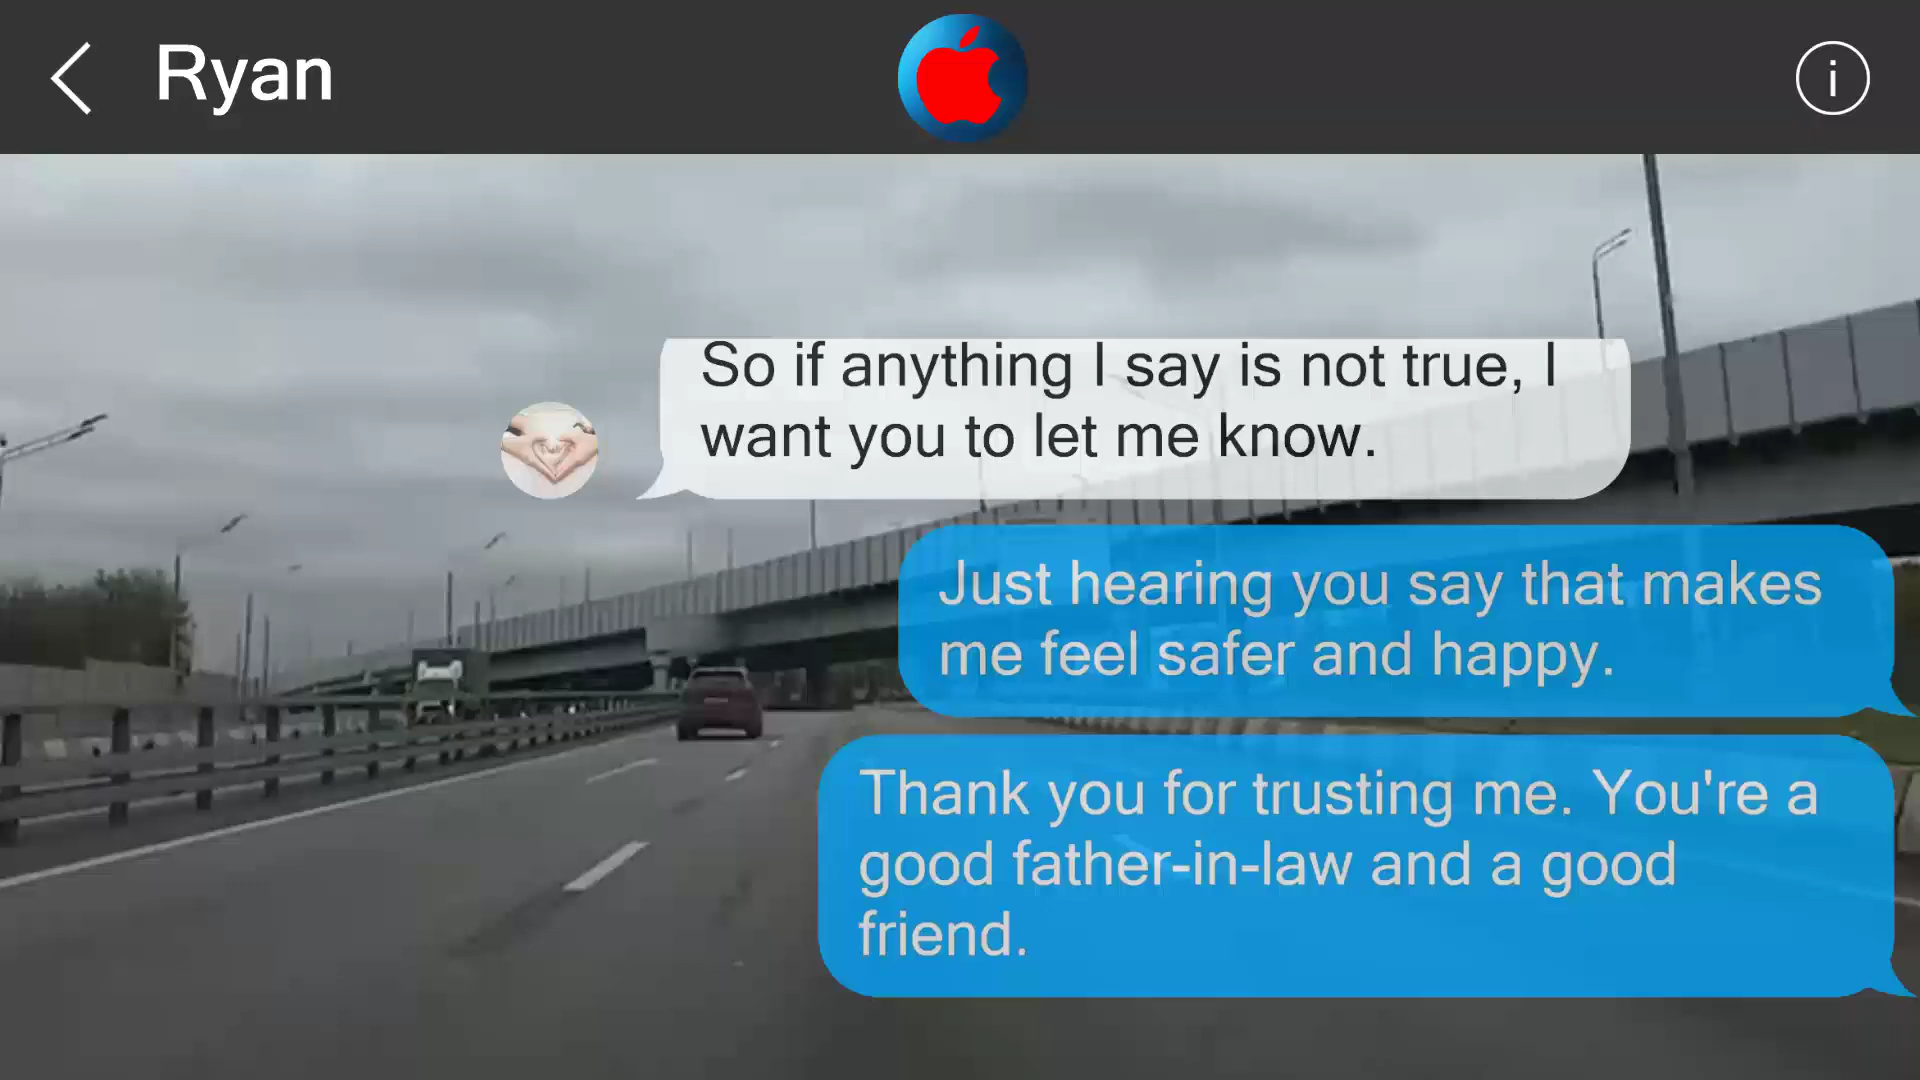 Ryan
So if anything I say is not true, I
want you to let me know.
Just hearing you say that makes
me feel safer and happy.
Thank you for trusting me. You're a
good father-in-law and a good
friend.